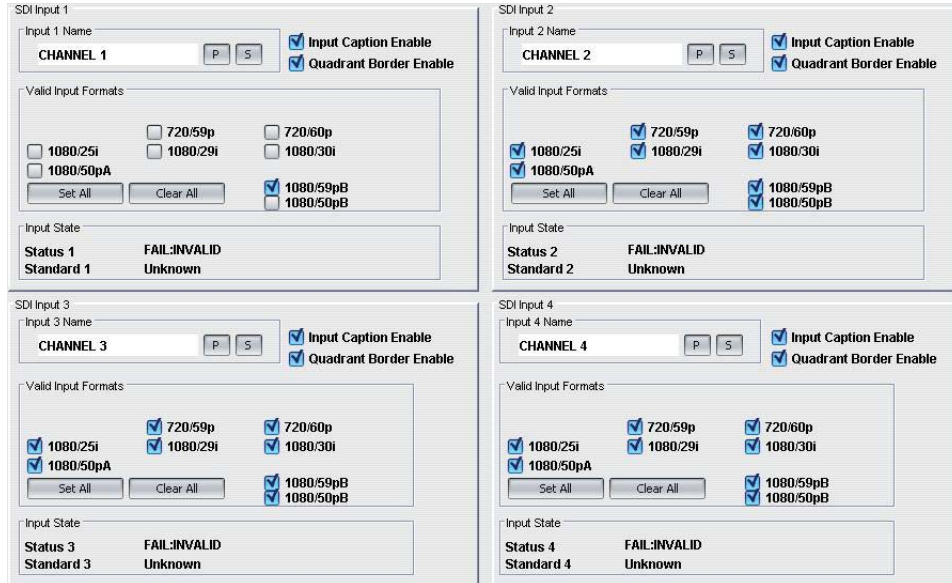 SDI Input 1
Input 1 Name
CHANNEL 1
P
S
Input Caption Enable
Quadrant Border Enable
Valid Input Formats
720/59p
720/60p
1080/25i
1080/29i
1080/30i
1080/50pA
Set All
Clear All
1080/59pB
1080/50pB
Input State
Status 1 FAIL:INVALID
Standard 1 Unknown
SDI Input 2
Input 2 Name
CHANNEL 2
P
S
Input Caption Enable
Quadrant Border Enable
Valid Input Formats
720/59p
720/60p
1080/25i
1080/29i
1080/30i
1080/50pA
Set All
Clear All
1080/59pB
1080/50pB
Input State
Status 2 FAIL:INVALID
Standard 2 Unknown
SDI Input 3
Input 3 Name
CHANNEL 3
P
S
Input Caption Enable
Quadrant Border Enable
Valid Input Formats
720/59p
720/60p
1080/25i
1080/29i
1080/30i
1080/50pA
Set All
Clear All
1080/59pB
1080/50pB
Input State
Status 3 FAIL:INVALID
Standard 3 Unknown
SDI Input 4
Input 4 Name
CHANNEL 4
P
S
Input Caption Enable
Quadrant Border Enable
Valid Input Formats
720/59p
720/60p
1080/25i
1080/29i
1080/30i
1080/50pA
Set All
Clear All
1080/59pB
1080/50pB
Input State
Status 4 FAIL:INVALID
Standard 4 Unknown